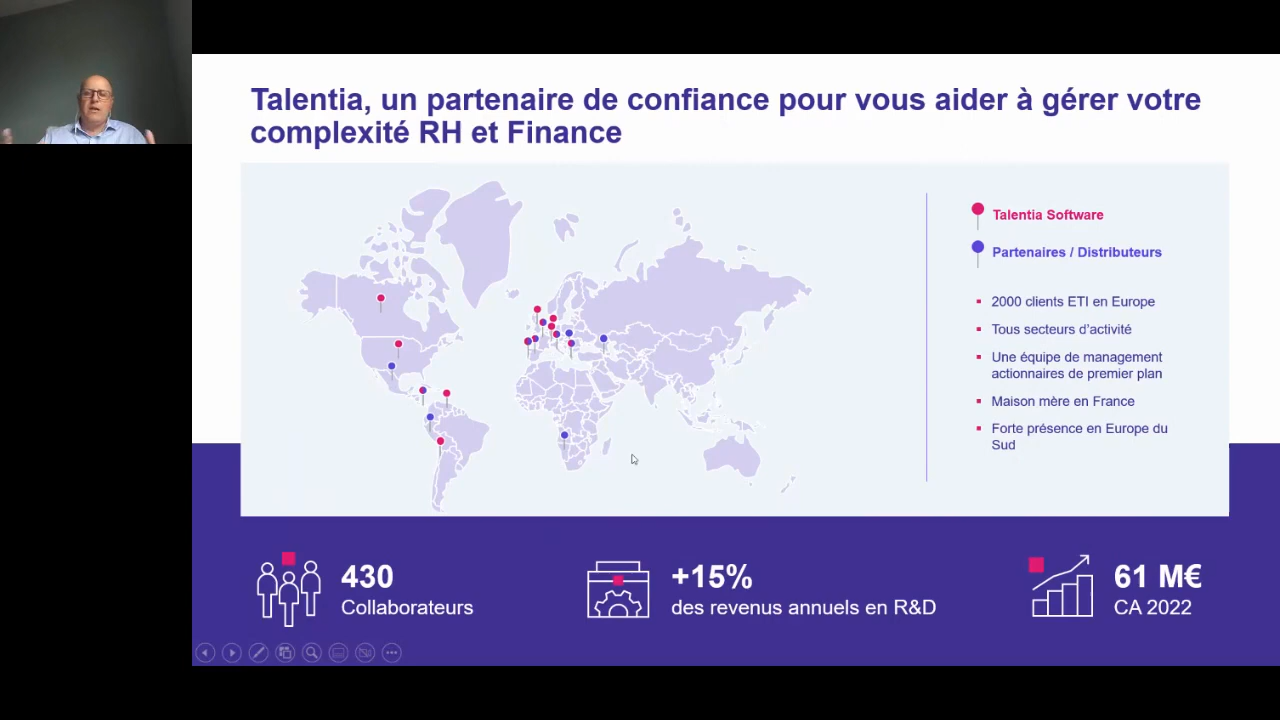 Talentia, un partenaire de confiance pour vous aider à gérer votre
complexité RH et Finance
Talentia Software
Partenaires / Distributeurs
2000 clients ETI en Europe
Tous secteurs d'activité
Une équipe de management
actionnaires de premier plan
Maison mère en France
Forte présence en Europe du
Sud
430
Collaborateurs
+15%
des revenus annuels en R&D
61 M€
CA 2022